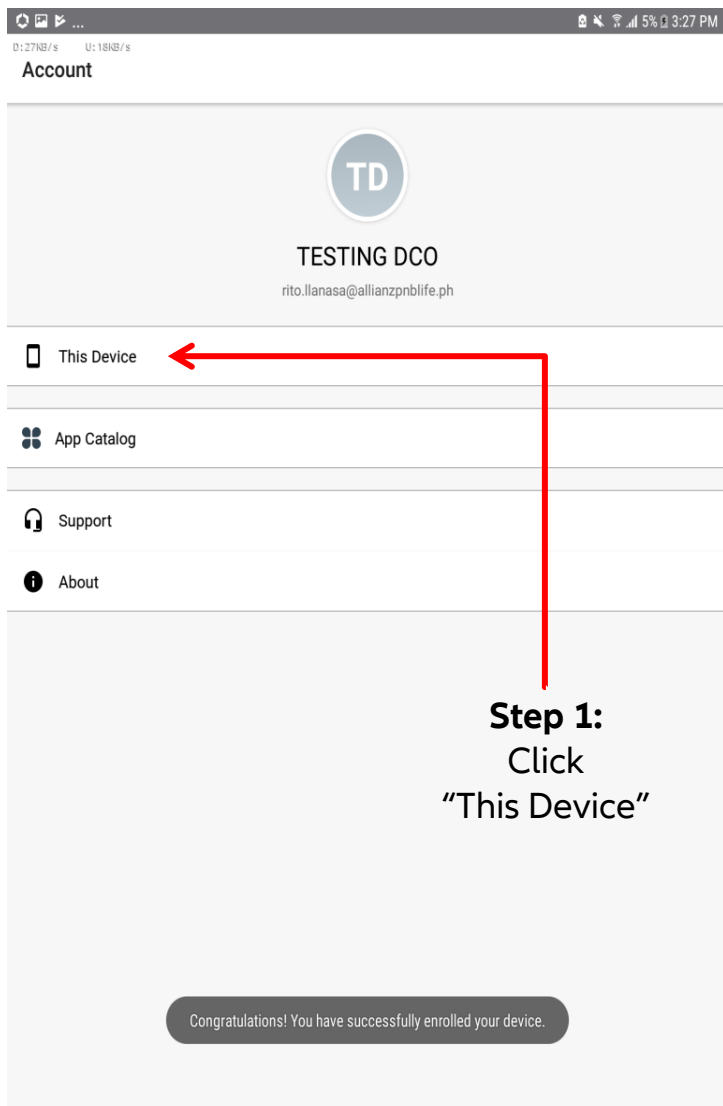 ... 5% 3:27 PM
D:27KB/s U:18KB/s
Account
TD
TESTING DCO
rito.llanasa@allianzpnblife.ph
This Device
App Catalog
Support
About
Step 1:
Click
“This Device”
Congratulations! You have successfully enrolled your device.